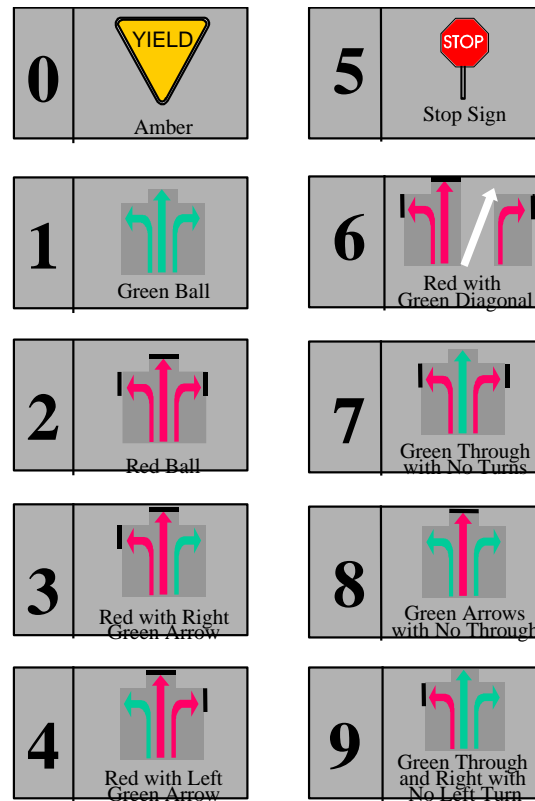 0
YIELD
Amber
1
Green Ball
2
Red Ball
3
Red with Right
Green Arrow
4
Red with Left
Green Arrow
5
STOP
Stop Sign
6
Red with
Green Diagonal
7
Green Through
with No Turns
8
Green Arrows
with No Through
9
Green Through
and Right with
No Left Turn